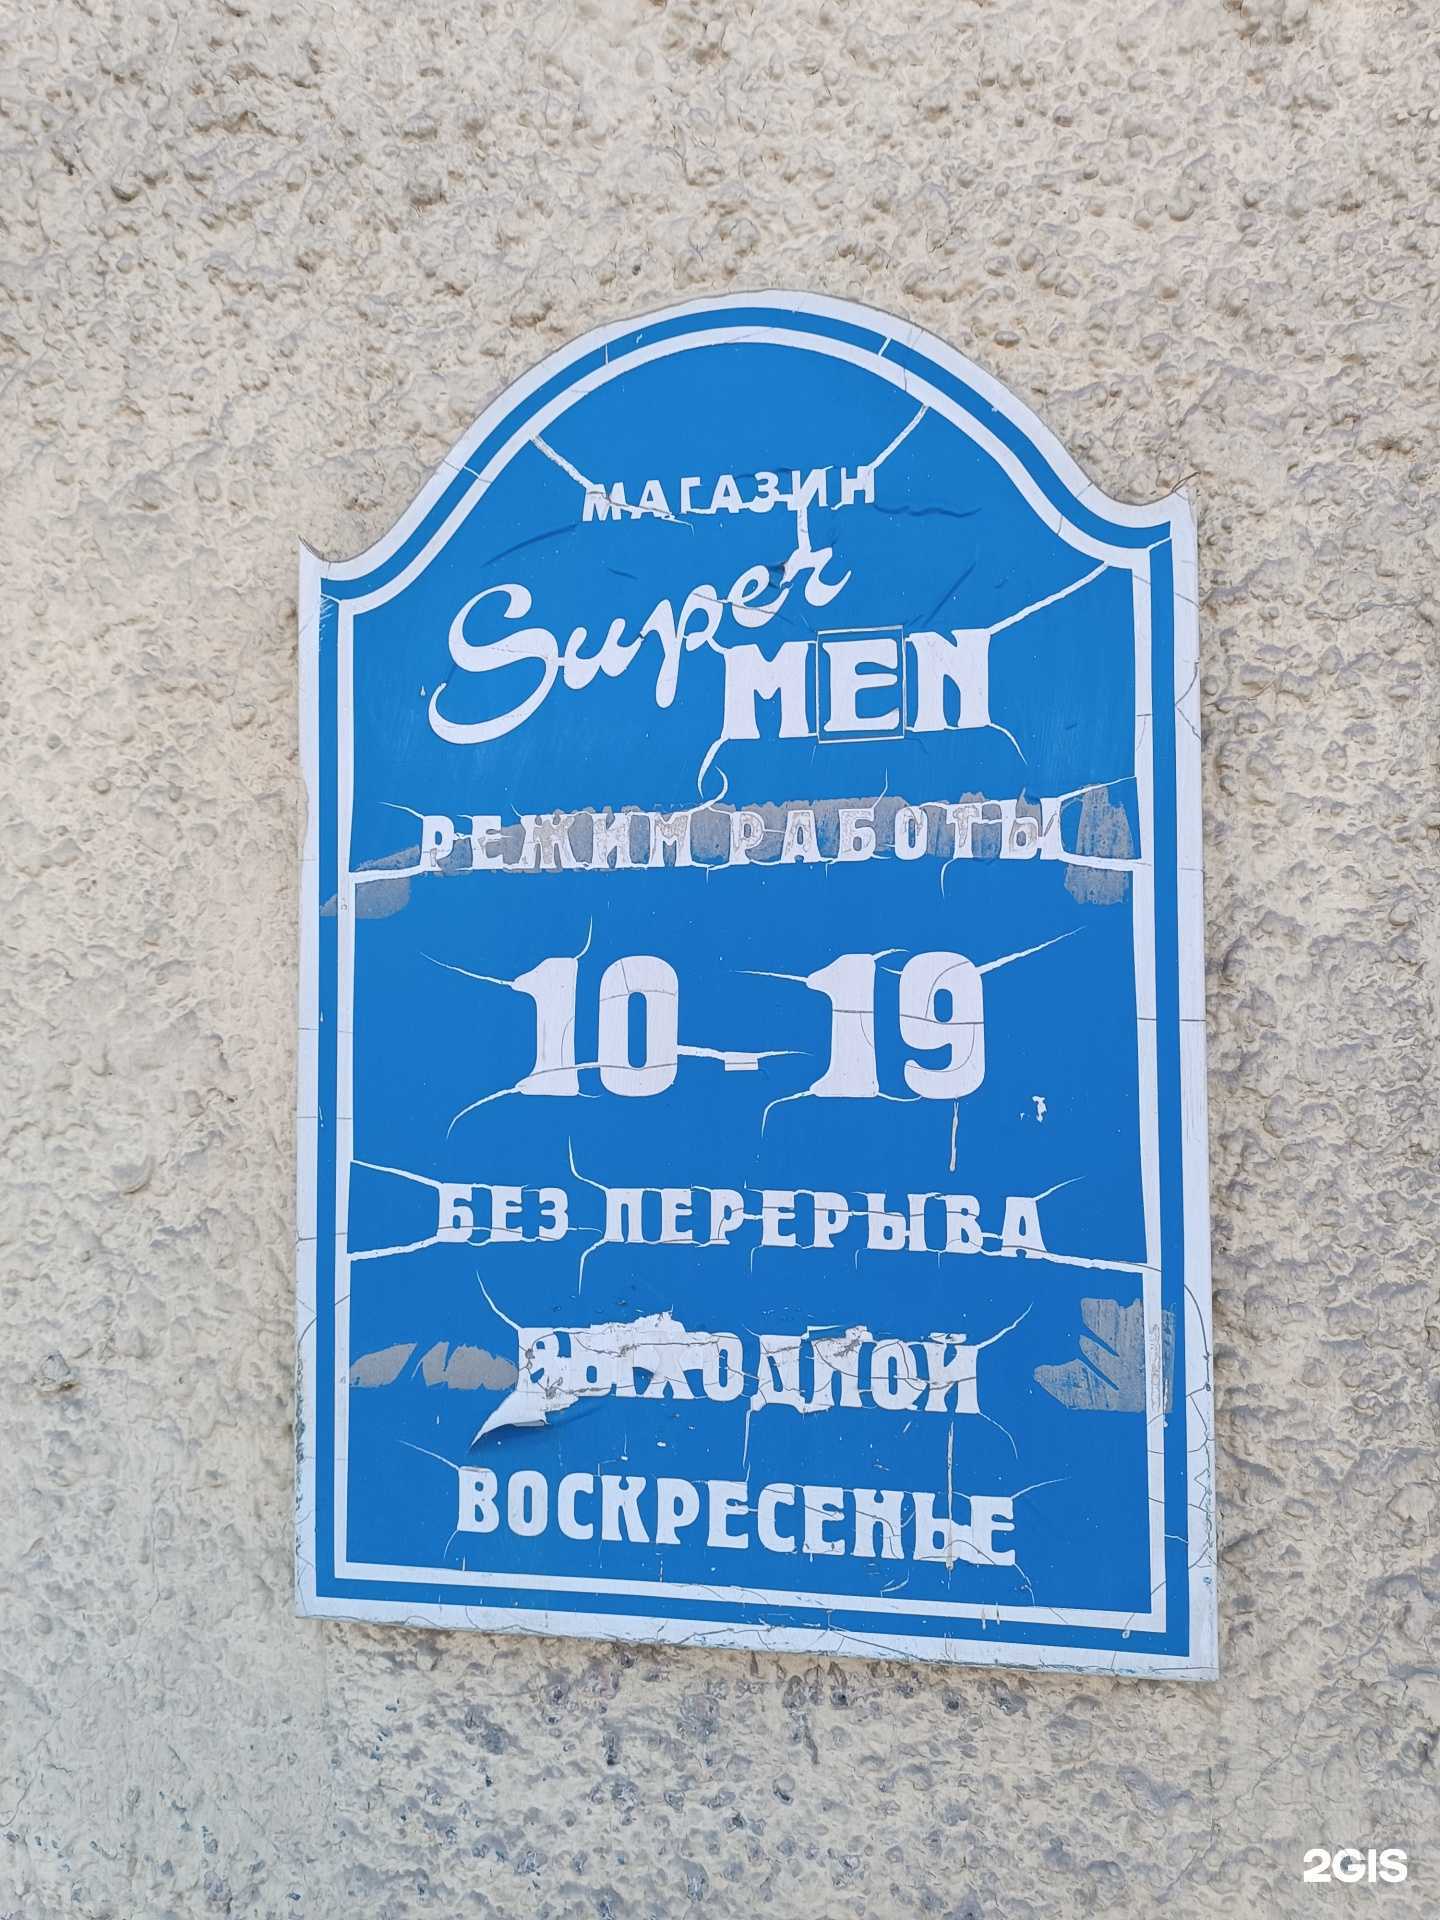 МАГАЗИН
Super
MEN
РЕЖИМ РАБОТЫ
10 - 19
БЕЗ ПЕРЕРЫВА
ВЫХОДНОЙ
ВОСКРЕСЕНЬЕ
2GIS